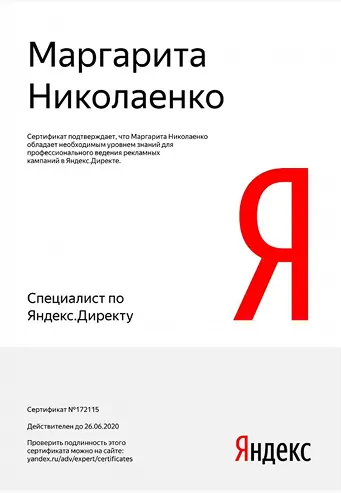 Маргарита
Николаенко
Сертификат подтверждает, что Маргарита Николаенко
обладает необходимым уровнем знаний для
профессионального ведения рекламных
кампаний в Яндекс.Директе.
Я
Специалист по
Яндекс.Директу
Сертификат №172115
Действителен до 26.06.2020
Проверить подлинность этого
сертификата можно на сайте:
yandex.ru/adv/expert/certificates
Яндекс